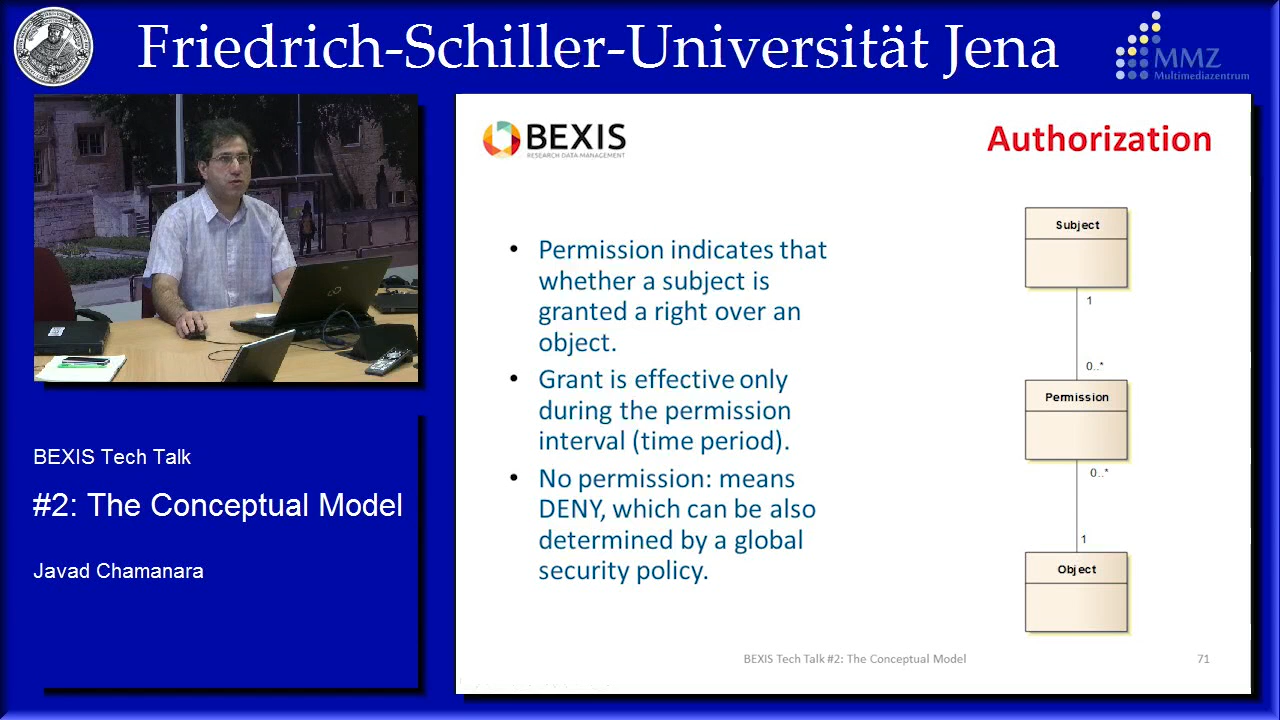 Friedrich-Schiller-Universität Jena
MMZ
Multimediazentrum
BEXIS
RESEARCH DATA MANAGEMENT
Authorization
• Permission indicates that
whether a subject is
granted a right over an
object.
• Grant is effective only
during the permission
interval (time period).
• No permission: means
DENY, which can be also
determined by a global
security policy.
Subject
1
0..*
Permission
0..*
1
Object
BEXIS Tech Talk #2: The Conceptual Model
71
BEXIS Tech Talk
#2: The Conceptual Model
Javad Chamanara